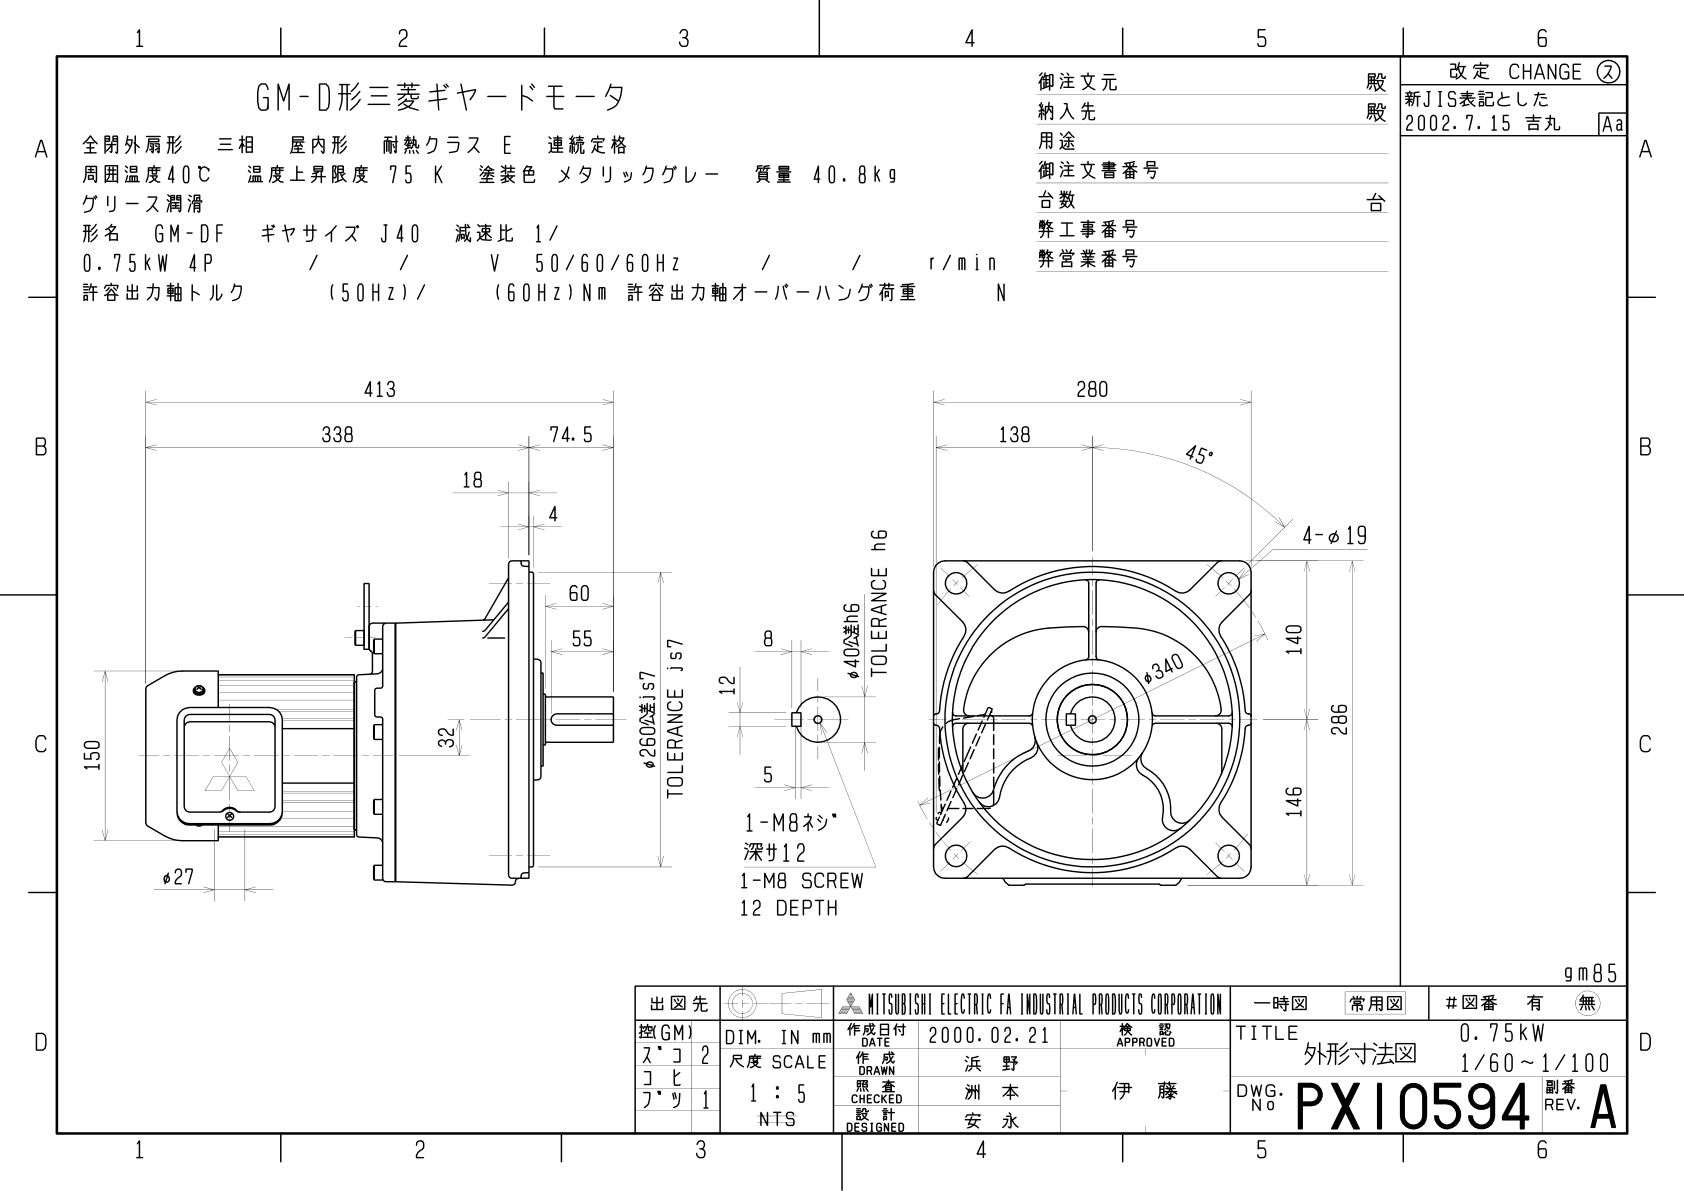 1 2 3 4 5 6
A
B
C
D
GM-D形三菱ギヤードモータ
全閉外扇形 三相 屋内形 耐熱クラス E 連続定格
周囲温度40℃ 温度上昇限度 75 K 塗装色 メタリックグレー 質量 40.8kg
グリース潤滑
形名 GM-DF ギヤサイズ J40 減速比 1/
0.75kW 4P / / V 50/60/60Hz / / r/min
許容出力軸トルク (50Hz)/ (60Hz)Nm 許容出力軸オーバーハング荷重 N
御注文元 殿
納入先 殿
用途
御注文書番号
台数 台
弊工事番号
弊営業番号
改定 CHANGE ス
新JIS表記とした
2002.7.15 吉丸 Aa
A
B
C
D
413
338
74.5
18
4
60
55
150
32
φ27
φ260公差js7
TOLERANCE js7
8
12
5
φ40公差h6
TOLERANCE h6
1-M8ネジ
深サ12
1-M8 SCREW
12 DEPTH
280
138
45°
4-φ19
φ340
140
286
146
gm85
出図先
控(GM)
ズコ 2
コヒ
ブツ 1
DIM. IN mm
尺度 SCALE
1 : 5
NTS
MITSUBISHI ELECTRIC FA INDUSTRIAL PRODUCTS CORPORATION
作成日付
DATE
2000.02.21
検 認
APPROVED
作 成
DRAWN
浜 野
照 査
CHECKED
洲 本
伊 藤
設 計
DESIGNED
安 永
一時図 常用図 #図番 有 無
TITLE
外形寸法図
0.75kW
1/60~1/100
DWG.
No
PX10594
副番
REV.
A
1 2 3 4 5 6